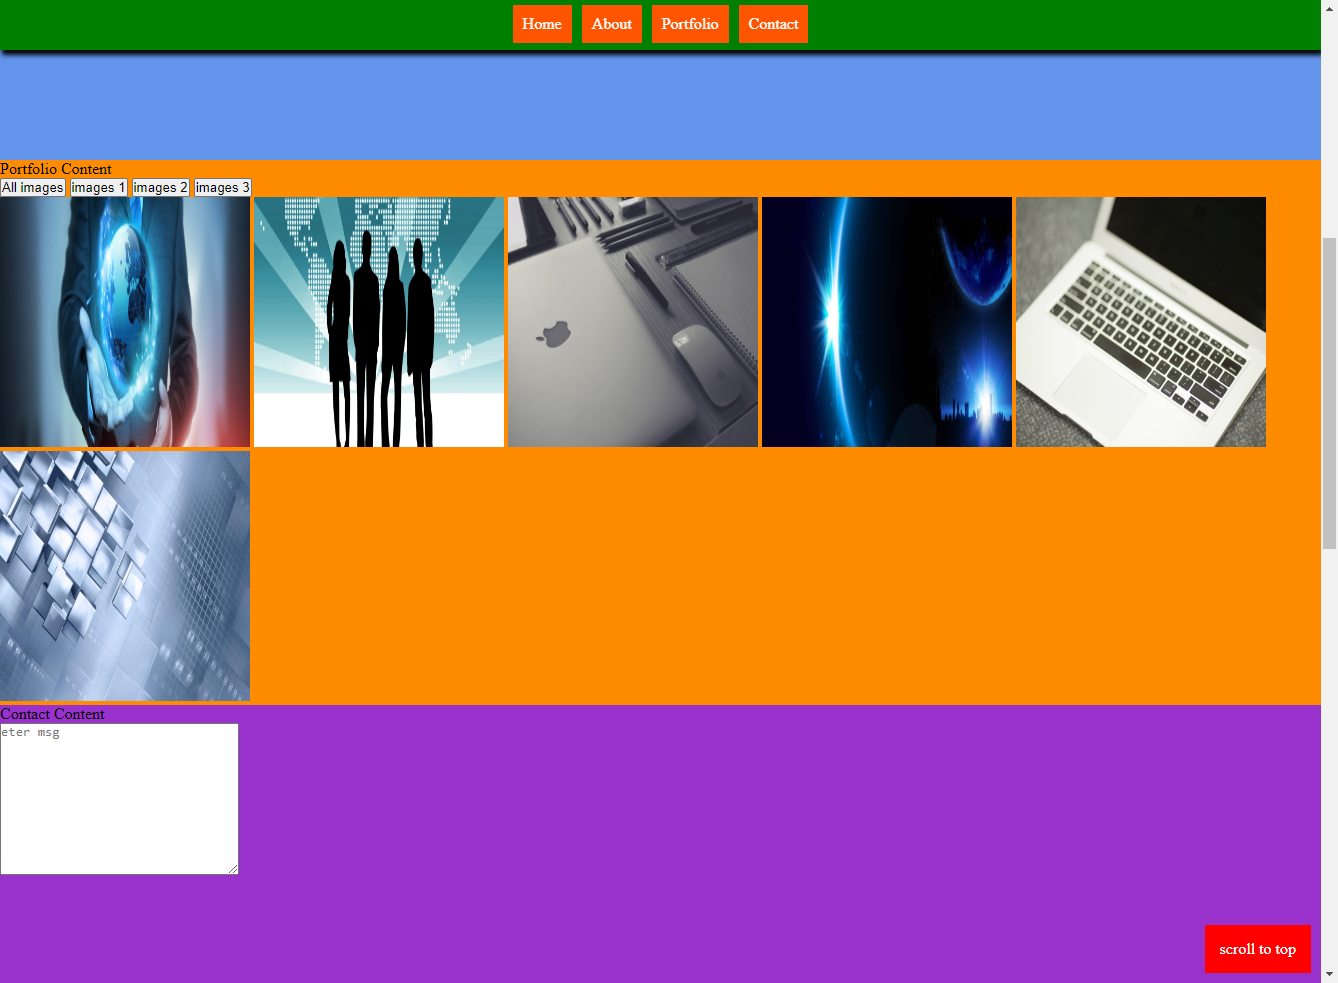 Home About Portfolio Contact
Portfolio Content
All images images 1 images 2 images 3
Contact Content
eter msg
scroll to top